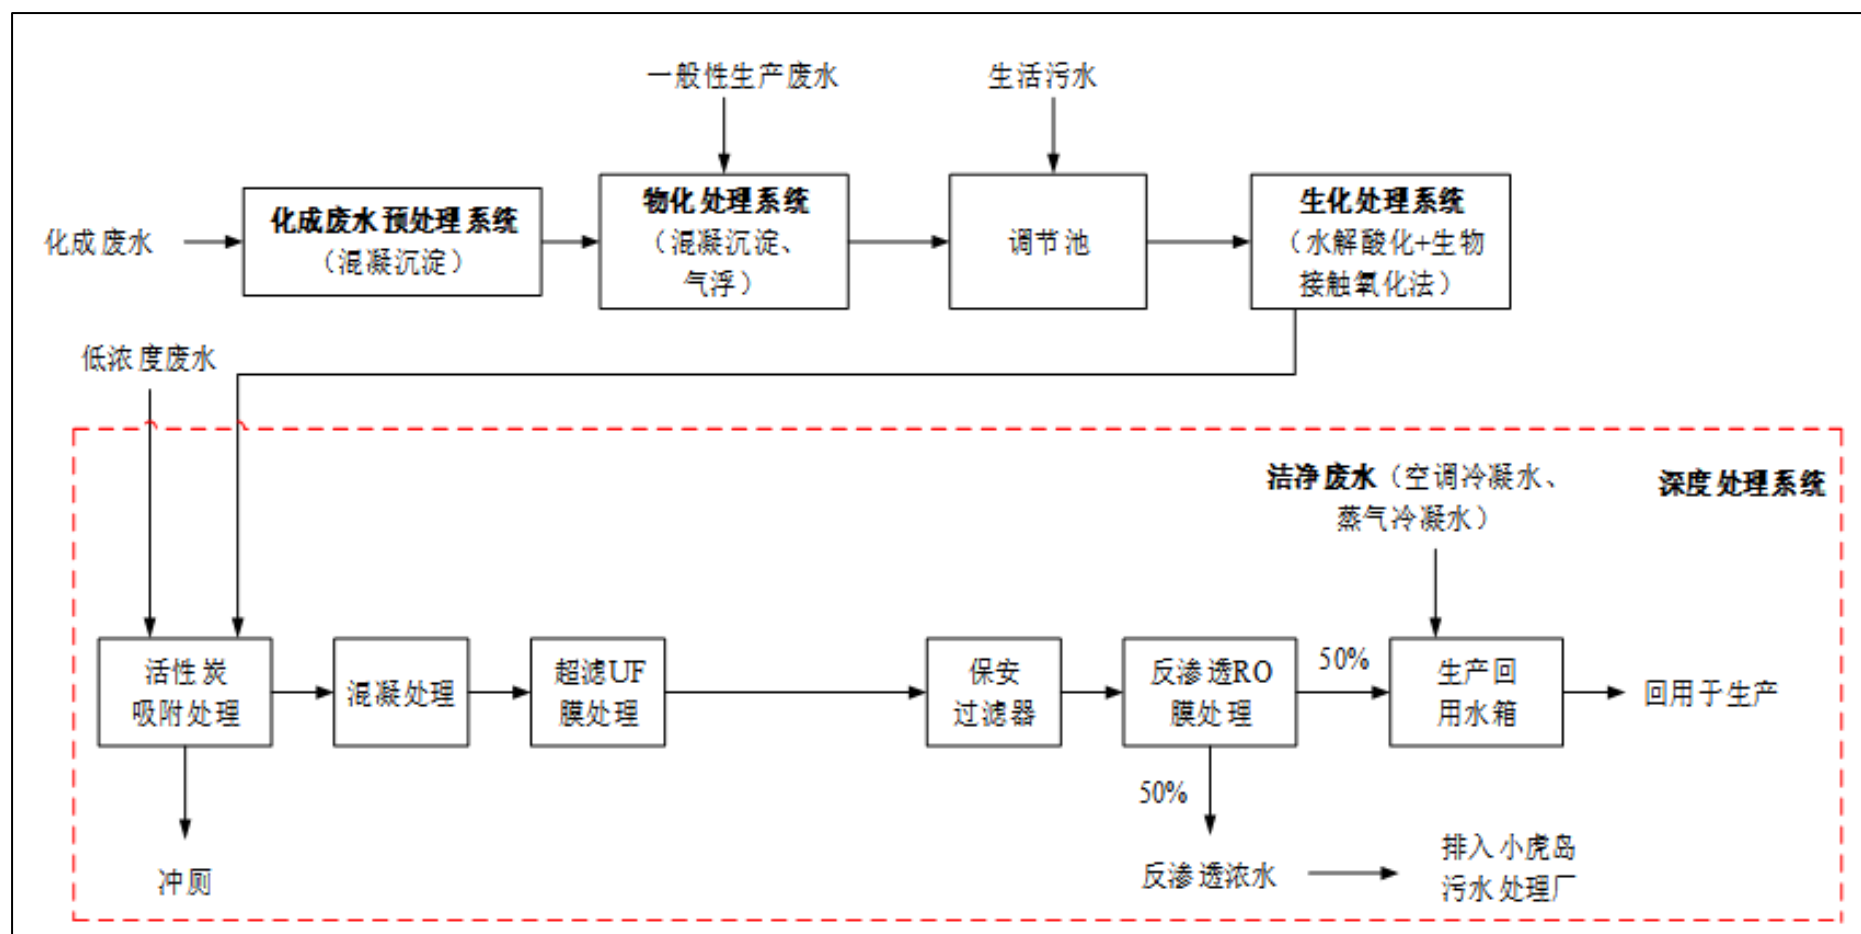 一般性生产废水
生活污水
化成废水
化成废水预处理系统
（混凝沉淀）
物化处理系统
（混凝沉淀、
气浮）
调节池
生化处理系统
（水解酸化+生物
接触氧化法）
低浓度废水
洁净废水（空调冷凝水、
蒸气冷凝水）
深度处理系统
活性炭
吸附处理
混凝处理
超滤UF
膜处理
保安
过滤器
反渗透RO
膜处理
50%
生产回
用水箱
回用于生产
50%
冲厕
反渗透浓水
排入小虎岛
污水处理厂